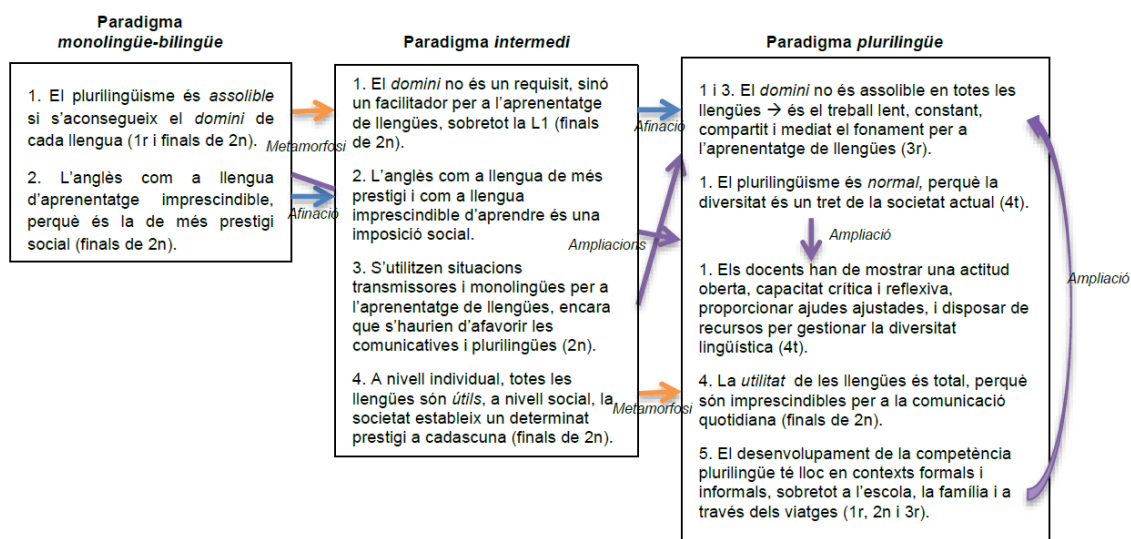 Paradigma
monolingüe-bilingüe
1. El plurilingüisme és assolible
si s'aconsegueix el domini de
cada llengua (1r i finals de 2n).
2. L'anglès com a llengua
d'aprenentatge imprescindible,
perquè és la de més prestigi
social (finals de 2n).
Metamorfosi
Afinació
Paradigma intermedi
1. El domini no és un requisit, sinó
un facilitador per a l'aprenentatge
de llengües, sobretot la L1 (finals
de 2n).
2. L'anglès com a llengua de més
prestigi i com a llengua
imprescindible d'aprendre és una
imposició social.
3. S'utilitzen situacions
transmissores i monolingües per a
l'aprenentatge de llengües, encara
que s'haurien d'afavorir les
comunicatives i plurilingües (2n).
4. A nivell individual, totes les
llengües són útils, a nivell social, la
societat estableix un determinat
prestigi a cadascuna (finals de 2n).
Afinació
Ampliacions
Metamorfosi
Paradigma plurilingüe
1 i 3. El domini no és assolible en totes les
llengües → és el treball lent, constant,
compartit i mediat el fonament per a
l'aprenentatge de llengües (3r).
1. El plurilingüisme és normal, perquè la
diversitat és un tret de la societat actual (4t).
Ampliació
1. Els docents han de mostrar una actitud
oberta, capacitat crítica i reflexiva,
proporcionar ajudes ajustades, i disposar de
recursos per gestionar la diversitat
lingüística (4t).
4. La utilitat de les llengües és total, perquè
són imprescindibles per a la comunicació
quotidiana (finals de 2n).
5. El desenvolupament de la competència
plurilingüe té lloc en contexts formals i
informals, sobretot a l'escola, la família i a
través dels viatges (1r, 2n i 3r).
Ampliació